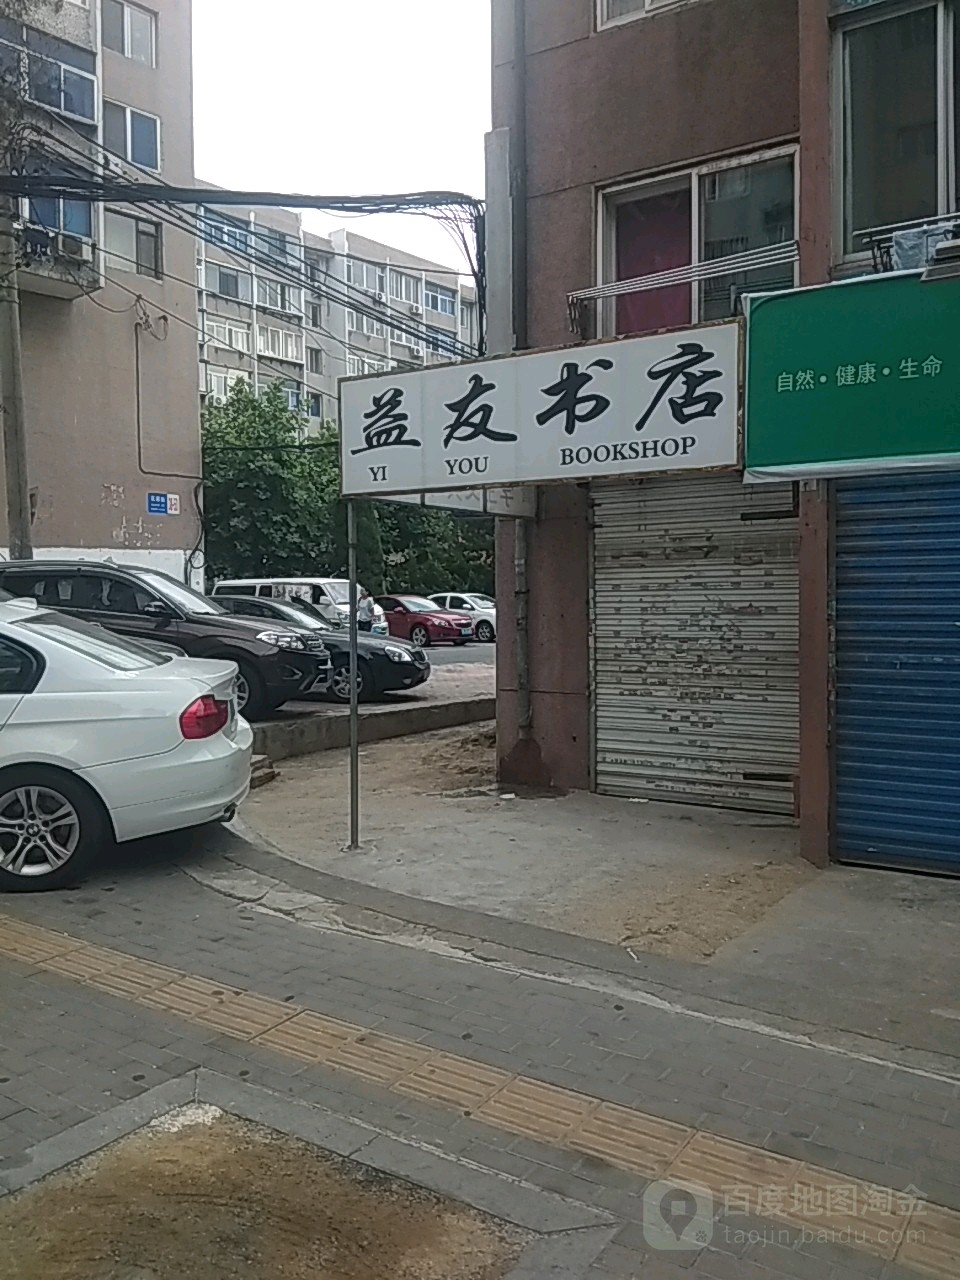 益友书店
YI YOU BOOKSHOP
自然•健康•生命
百度地图淘金
taojin.baidu.com